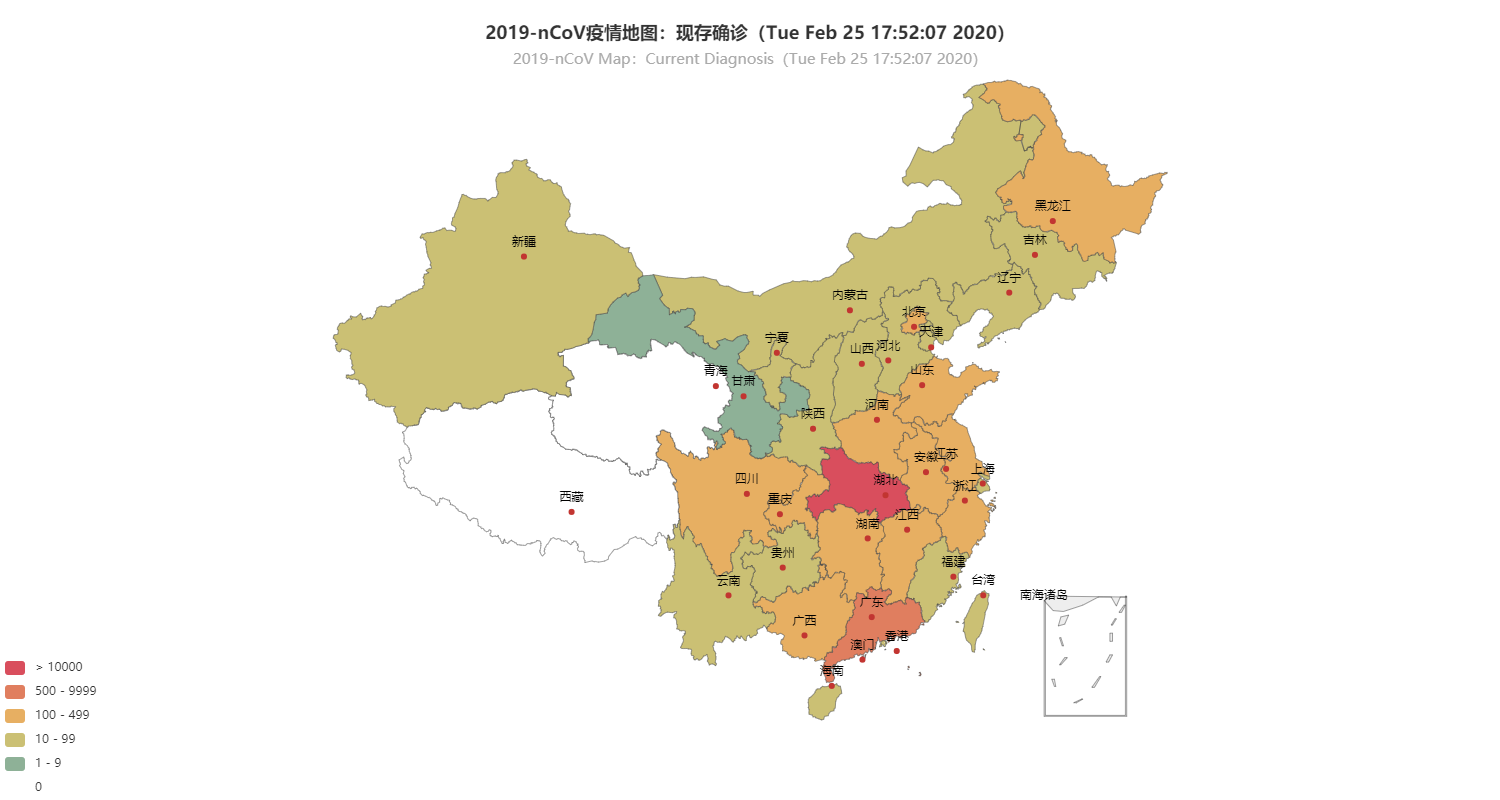 2019-nCoV疫情地图：现存确诊（Tue Feb 25 17:52:07 2020）
2019-nCoV Map：Current Diagnosis（Tue Feb 25 17:52:07 2020）
黑龙江
新疆
吉林
辽宁
内蒙古
北京
天津
宁夏
山西
河北
青海
甘肃
山东
河南
陕西
安徽
江苏
上海
四川
湖北
浙江
西藏
重庆
江西
湖南
贵州
福建
云南
台湾
南海诸岛
广东
广西
香港
澳门
海南
> 10000
500 - 9999
100 - 499
10 - 99
1 - 9
0